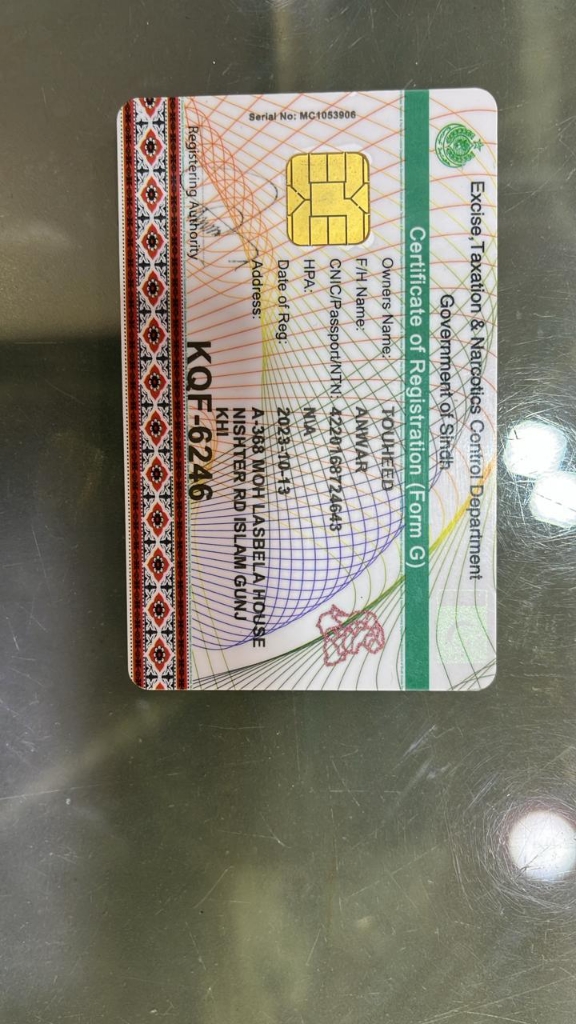 Excise,Taxation & Narcotics Control Department
Government of Sindh
Certificate of Registration (Form G)
Serial No: MC1053906
Owners Name: TOUHEED
F/H Name: ANWAR
CNIC/Passport/NTN: 4220168724643
HPA: N/A
Date of Reg: 2023-10-13
Address: A-368 MOH LASBELA HOUSE
NISHTER RD ISLAM GUNJ
KHI
Registering Authority
KQF-6246